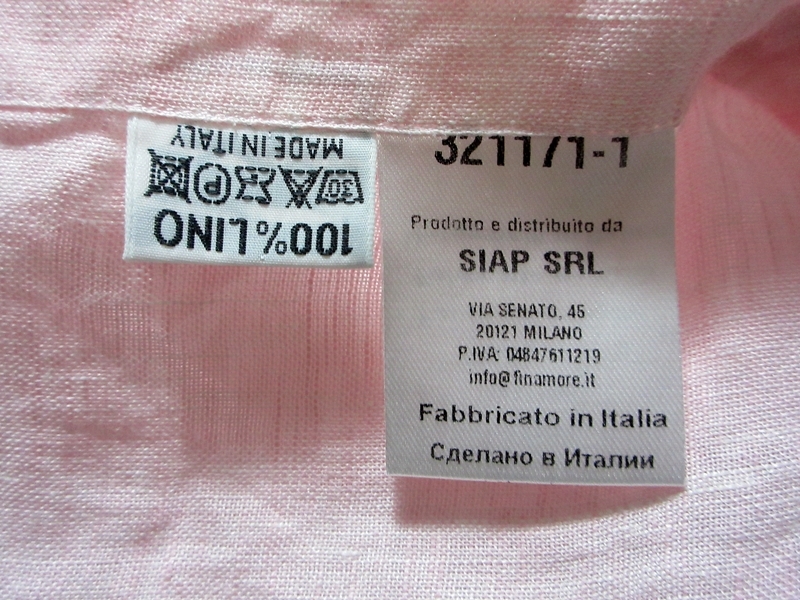 MADE IN ITALY
30
P
100% LINO
321171-1
Prodotto e distribuito da
SIAP SRL
VIA SENATO, 45
20121 MILANO
P.IVA: 04847611219
info@finamore.it
Fabbricato in Italia
Сделано в Италии